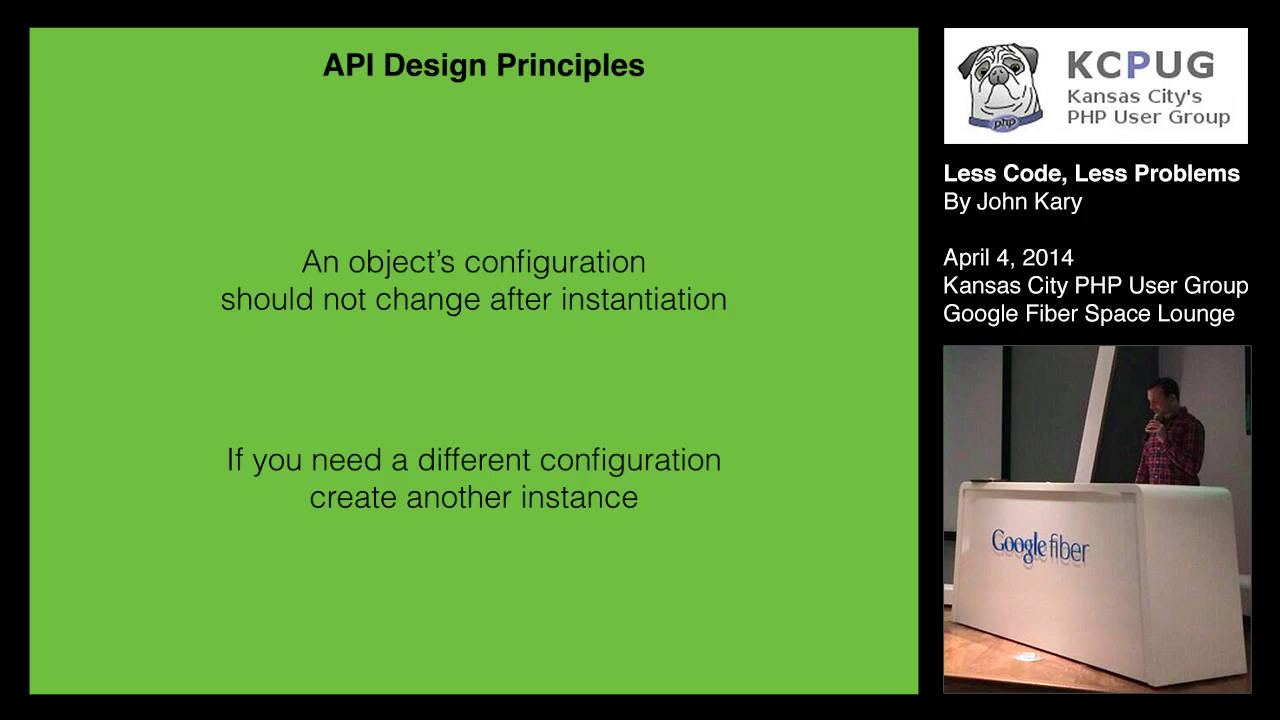 API Design Principles
An object’s configuration
should not change after instantiation
If you need a different configuration
create another instance
php
KCPUG
Kansas City's
PHP User Group
Less Code, Less Problems
By John Kary
April 4, 2014
Kansas City PHP User Group
Google Fiber Space Lounge
Google fiber